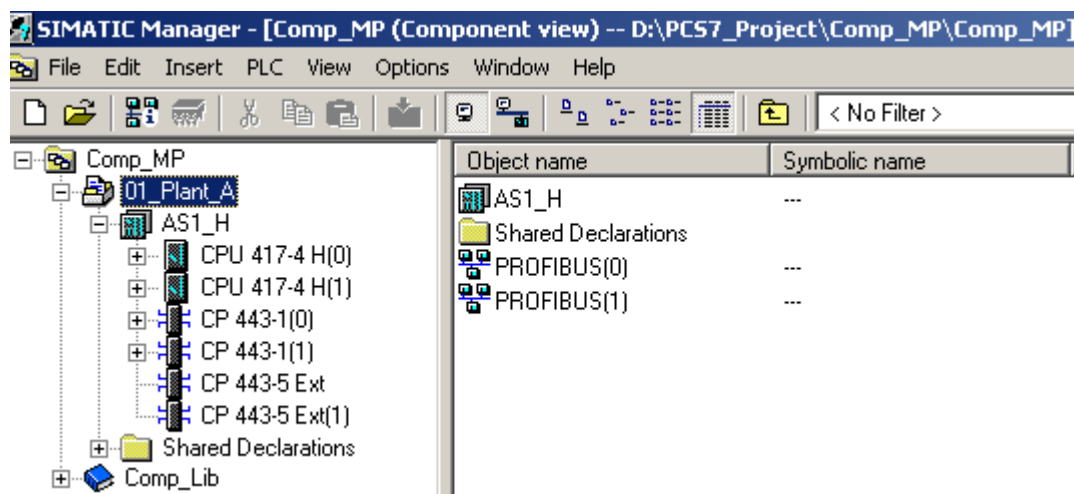 SIMATIC Manager - [Comp_MP (Component view) -- D:\PCS7_Project\Comp_MP\Comp_MP]
File Edit Insert PLC View Options Window Help
< No Filter >
Comp_MP
01_Plant_A
AS1_H
CPU 417-4 H(0)
CPU 417-4 H(1)
CP 443-1(0)
CP 443-1(1)
CP 443-5 Ext
CP 443-5 Ext(1)
Shared Declarations
Comp_Lib
Object name Symbolic name
AS1_H ---
Shared Declarations
PROFIBUS(0) ---
PROFIBUS(1) ---